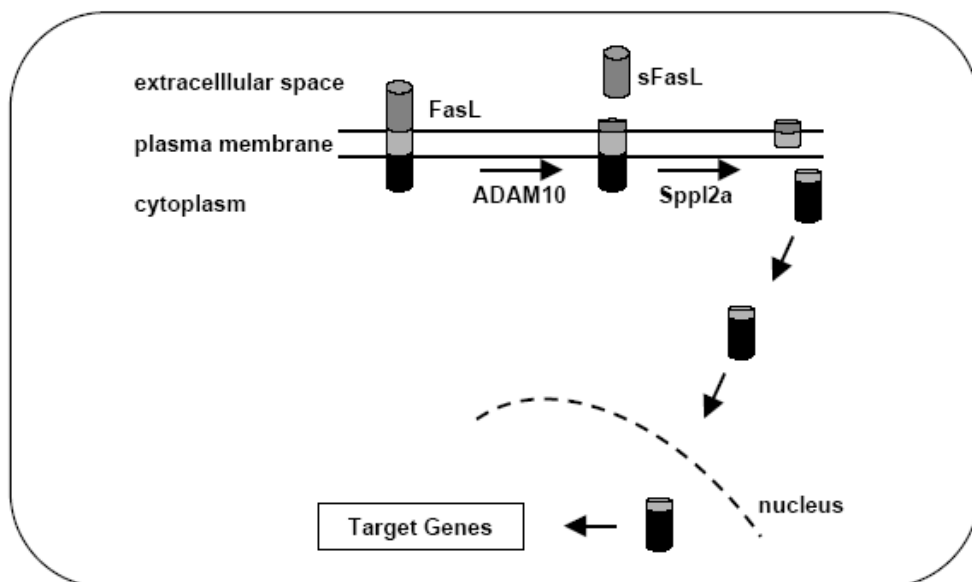 extracelllular space
sFasL
FasL
plasma membrane
ADAM10
Sppl2a
cytoplasm
nucleus
Target Genes